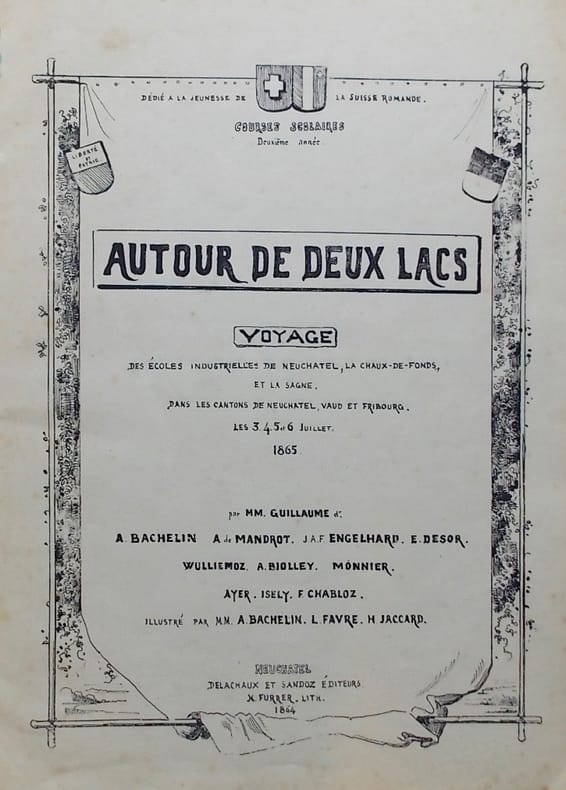 DÉDIÉ A LA JEUNESSE DE LA SUISSE ROMANDE.
COURSES SCOLAIRES
Deuxième année
LIBERTÉ
ET
PATRIE
AUTOUR DE DEUX LACS
VOYAGE
DES ÉCOLES INDUSTRIELLES DE NEUCHATEL, LA CHAUX-DE-FONDS,
ET LA SAGNE.
DANS LES CANTONS DE NEUCHATEL, VAUD ET FRIBOURG.
LES 3.4.5 et 6 JUILLET.
1865
par MM. GUILLAUME dr.
A. BACHELIN A de MANDROT. J.A.F. ENGELHARD. E. DESOR.
WULLIEMOZ. A. BIOLLEY. MONNIER.
AYER. ISELY. F. CHABLOZ.
ILLUSTRÉ PAR M.M. A. BACHELIN. L. FAVRE. H JACCARD.
NEUCHATEL
DELACHAUX ET SANDOZ ÉDITEURS.
H. FURRER, LITH.
1864